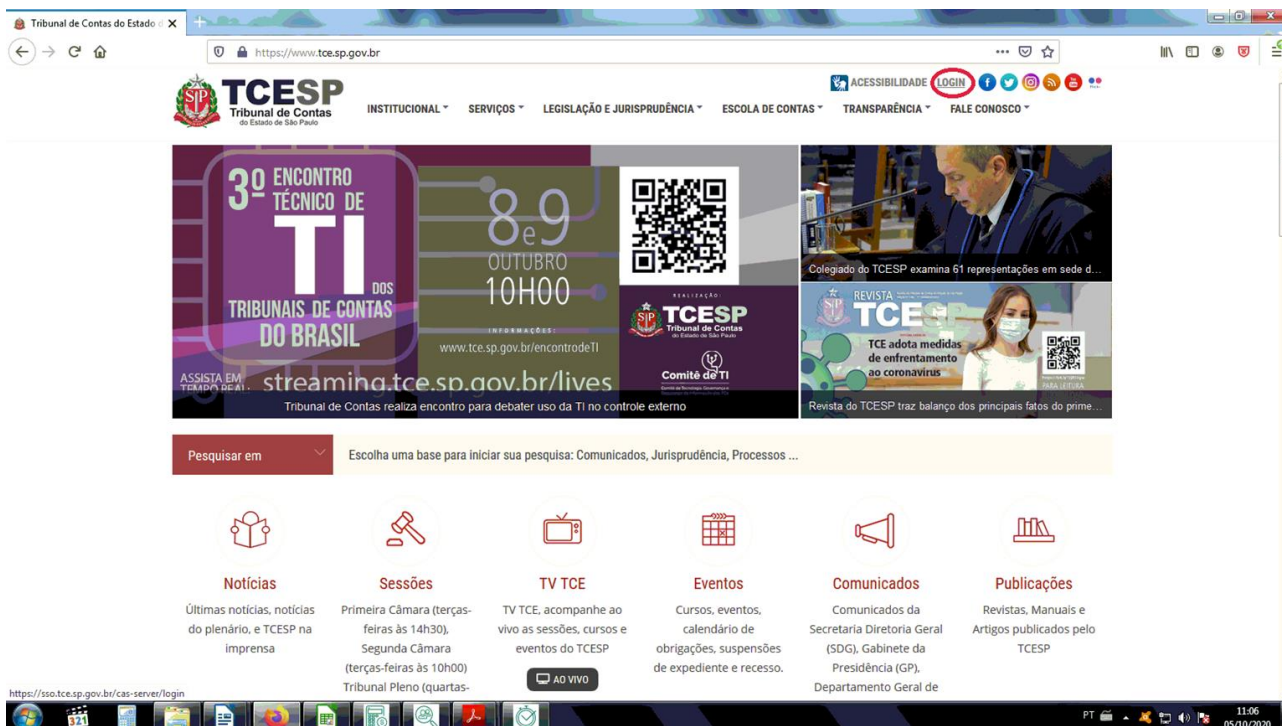 Tribunal de Contas do Estado d
https://www.tce.sp.gov.br
ACESSIBILIDADE LOGIN
TCESP
Tribunal de Contas
do Estado de São Paulo
INSTITUCIONAL SERVIÇOS LEGISLAÇÃO E JURISPRUDÊNCIA ESCOLA DE CONTAS TRANSPARÊNCIA FALE CONOSCO
3º ENCONTRO
TÉCNICO DE
TI
DOS
TRIBUNAIS DE CONTAS
DO BRASIL
ASSISTA EM
TEMPO REAL:
streaming.tce.sp.gov.br/lives
8 e 9
OUTUBRO
10H00
INFORMAÇÕES:
www.tce.sp.gov.br/encontrodeTI
REALIZAÇÃO:
TCESP
Tribunal de Contas
do Estado de São Paulo
Comitê de TI
Tribunal de Contas realiza encontro para debater uso da TI no controle externo
Colegiado do TCESP examina 61 representações em sede d...
REVISTA
TCESP
TCE adota medidas
de enfrentamento
ao coronavírus
PARA LEITURA
Revista do TCESP traz balanço dos principais fatos do prime...
Pesquisar em
Escolha uma base para iniciar sua pesquisa: Comunicados, Jurisprudência, Processos ...
Notícias
Últimas notícias, notícias
do plenário, e TCESP na
imprensa
Sessões
Primeira Câmara (terças-
feiras às 14h30),
Segunda Câmara
(terças-feiras às 10h00)
Tribunal Pleno (quartas-
TV TCE
TV TCE, acompanhe ao
vivo as sessões, cursos e
eventos do TCESP
AO VIVO
Eventos
Cursos, eventos,
calendário de
obrigações, suspensões
de expediente e recesso.
Comunicados
Comunicados da
Secretaria Diretoria Geral
(SDG), Gabinete da
Presidência (GP),
Departamento Geral de
Publicações
Revistas, Manuais e
Artigos publicados pelo
TCESP
https://sso.tce.sp.gov.br/cas-server/login
321
PT
11:06
05/10/2020